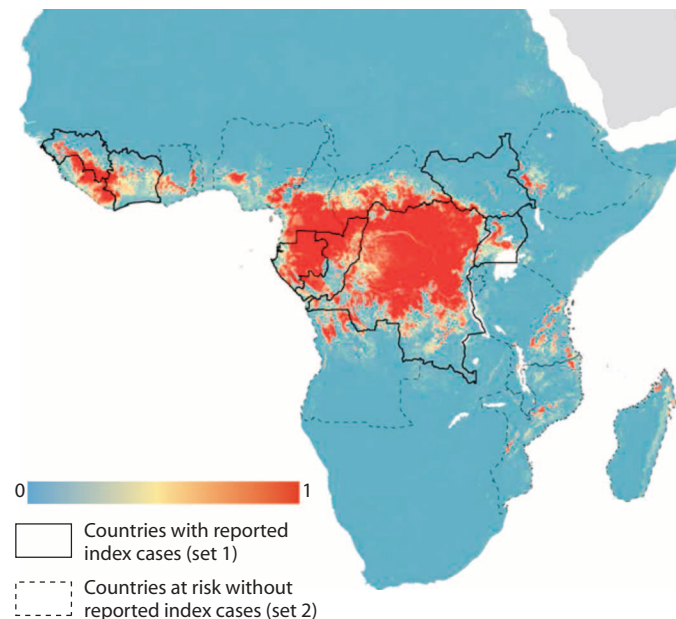 0 1
Countries with reported
index cases (set 1)
Countries at risk without
reported index cases (set 2)